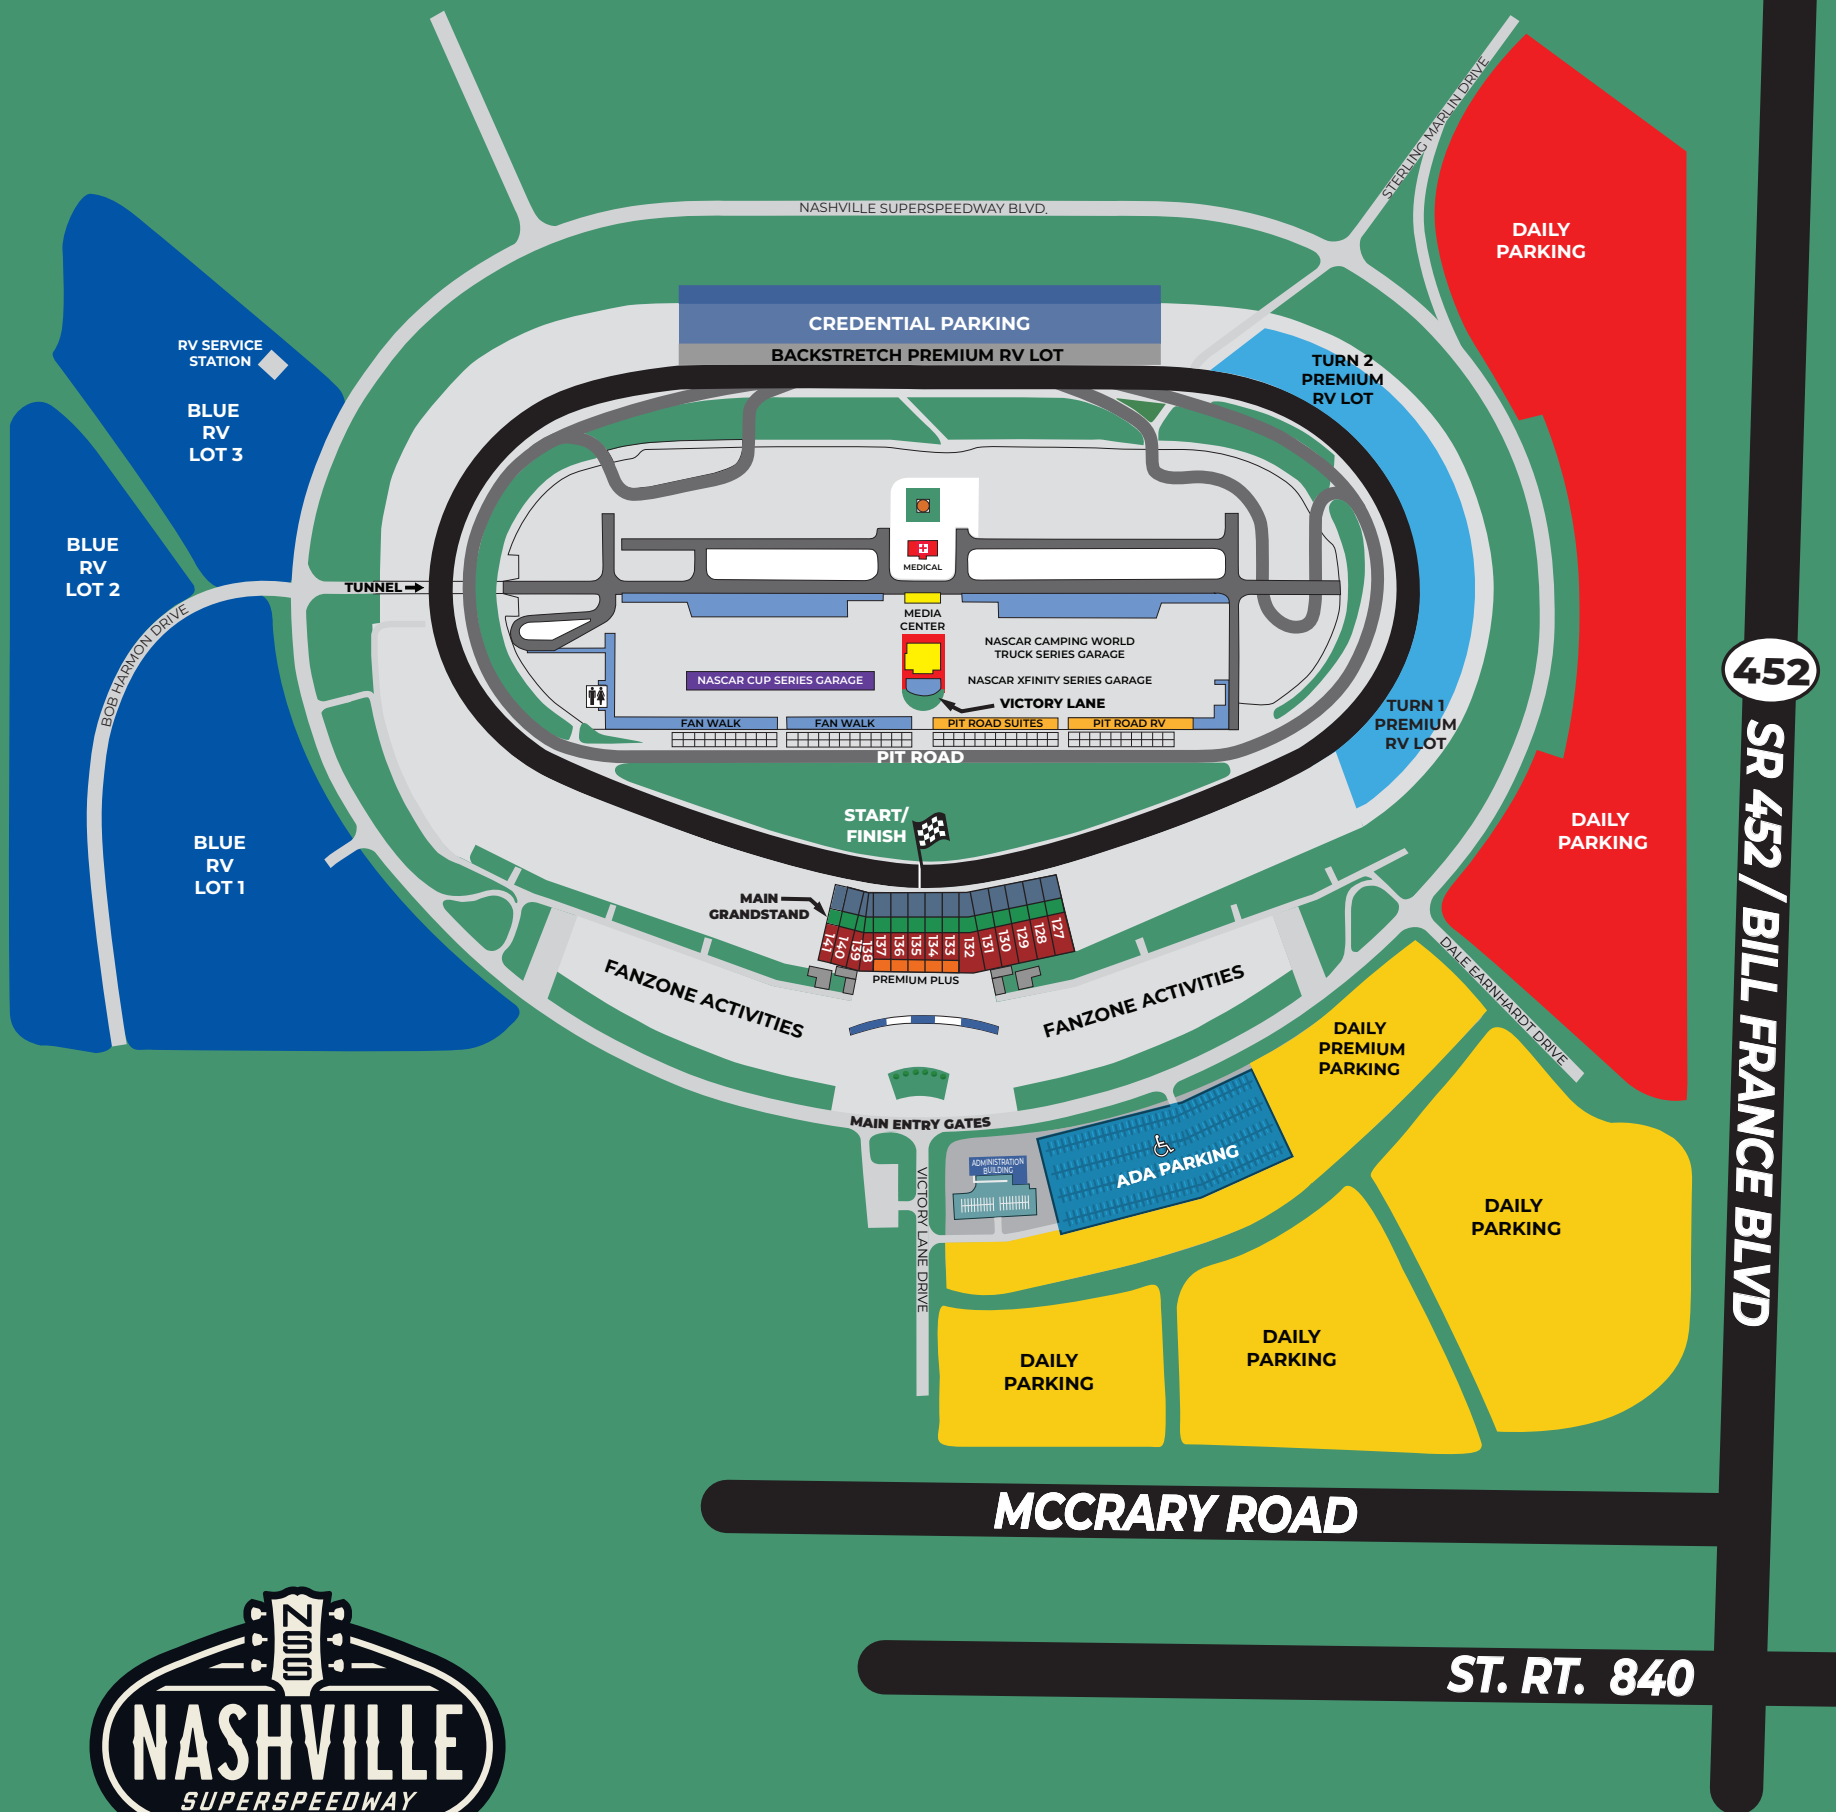 STERLING MARLIN DRIVE
NASHVILLE SUPERSPEEDWAY BLVD.
DAILY
PARKING
CREDENTIAL PARKING
BACKSTRETCH PREMIUM RV LOT
RV SERVICE
STATION
BLUE
RV
LOT 3
TURN 2
PREMIUM
RV LOT
BLUE
RV
LOT 2
TUNNEL
MEDICAL
MEDIA
CENTER
NASCAR CAMPING WORLD
TRUCK SERIES GARAGE
NASCAR CUP SERIES GARAGE
NASCAR XFINITY SERIES GARAGE
VICTORY LANE
FAN WALK
FAN WALK
PIT ROAD SUITES
PIT ROAD RV
PIT ROAD
BOB HARMON DRIVE
TURN 1
PREMIUM
RV LOT
452
SR 452 / BILL FRANCE BLVD
START/
FINISH
DAILY
PARKING
BLUE
RV
LOT 1
MAIN
GRANDSTAND
141
140
139
138
137
136
135
134
133
132
131
130
129
128
127
PREMIUM PLUS
FANZONE ACTIVITIES
FANZONE ACTIVITIES
DALE EARNHARDT DRIVE
DAILY
PREMIUM
PARKING
MAIN ENTRY GATES
ADMINISTRATION
BUILDING
ADA PARKING
VICTORY LANE DRIVE
DAILY
PARKING
DAILY
PARKING
DAILY
PARKING
MCCRARY ROAD
ST. RT. 840
NSS
NASHVILLE
SUPERSPEEDWAY